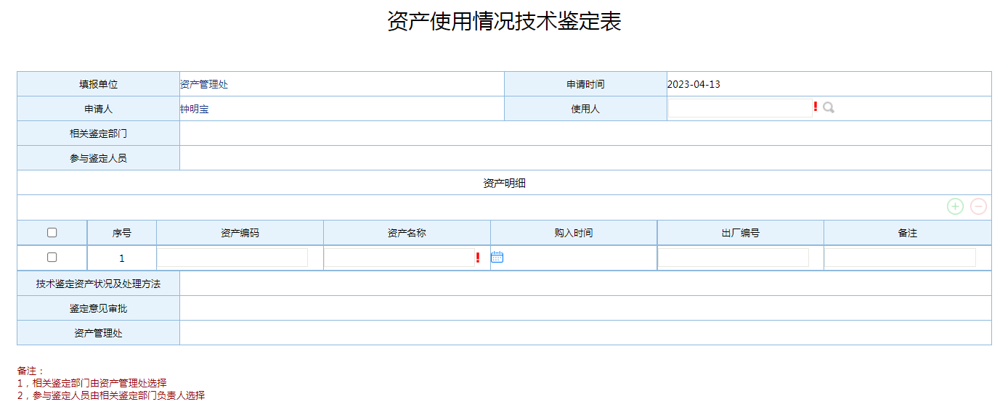 资产使用情况技术鉴定表
填报单位 资产管理处 申请时间 2023-04-13
申请人 钟明宝 使用人
相关鉴定部门
参与鉴定人员
资产明细
序号 资产编码 资产名称 购入时间 出厂编号 备注
1
技术鉴定资产状况及处理方法
鉴定意见审批
资产管理处
备注：
1，相关鉴定部门由资产管理处选择
2，参与鉴定人员由相关鉴定部门负责人选择